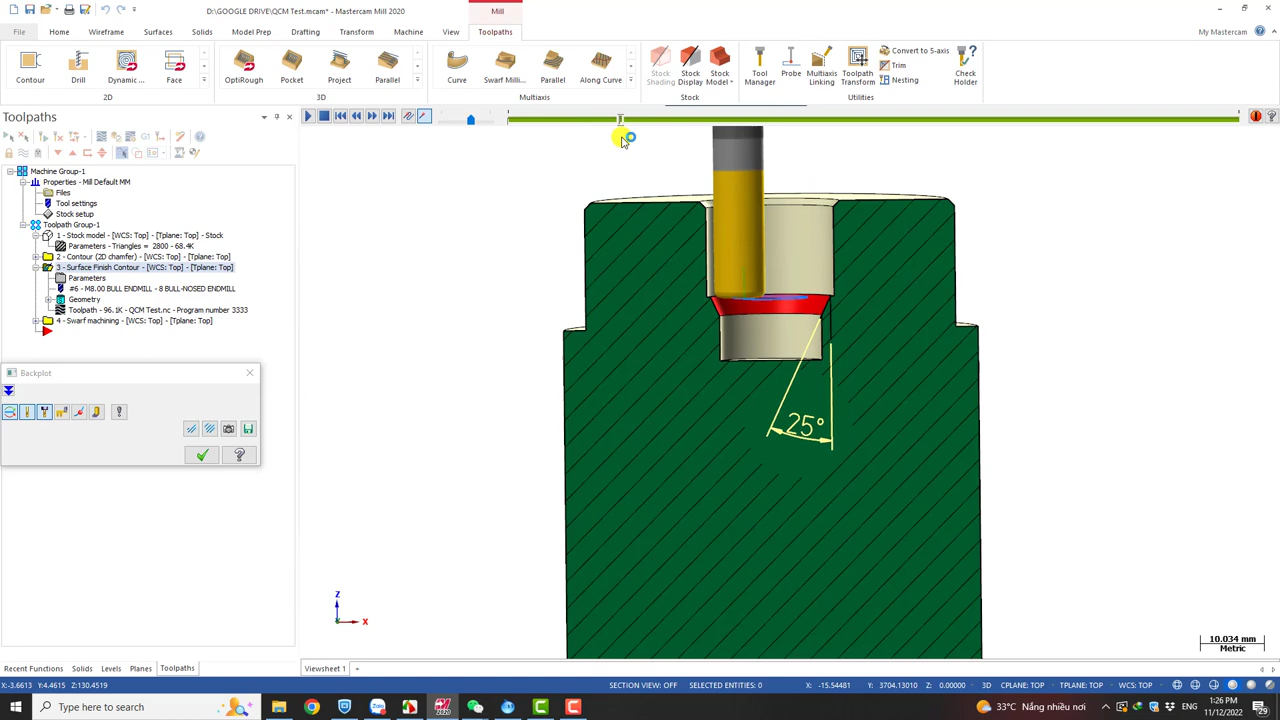 D:\GOOGLE DRIVE\QCM Test.mcam* - Mastercam Mill 2020
Mill
File
Home
Wireframe
Surfaces
Solids
Model Prep
Drafting
Transform
Machine
View
Toolpaths
My Mastercam
Contour
Drill
Dynamic ...
Face
OptiRough
Pocket
Project
Parallel
Curve
Swarf Milli...
Parallel
Along Curve
Stock Shading
Stock Display
Stock Model
Tool Manager
Probe
Multiaxis Linking
Toolpath Transform
Convert to 5-axis
Trim
Nesting
Check Holder
2D
3D
Multiaxis
Stock
Utilities
Toolpaths
G1
Machine Group-1
Properties - Mill Default MM
Files
Tool settings
Stock setup
Toolpath Group-1
1 - Stock model - [WCS: Top] - [Tplane: Top] - Stock
Parameters - Triangles = 2800 - 68.4K
2 - Contour (2D chamfer) - [WCS: Top] - [Tplane: Top]
3 - Surface Finish Contour - [WCS: Top] - [Tplane: Top]
Parameters
#6 - M8.00 BULL ENDMILL - 8 BULL-NOSED ENDMILL
Geometry
Toolpath - 96.1K - QCM Test.nc - Program number 3333
4 - Swarf machining - [WCS: Top] - [Tplane: Top]
Backplot
25°
Z
X
10.034 mm
Metric
Recent Functions
Solids
Levels
Planes
Toolpaths
Viewsheet 1
+
X:-3.6613 Y:4.4615 Z:130.4519
SECTION VIEW: OFF
SELECTED ENTITIES: 0
X: -15.54481
Y: 3704.13010
Z: 0.00000
3D
CPLANE: TOP
TPLANE: TOP
WCS: TOP
Type here to search
2020
33°C Nắng nhiều nơi
1:26 PM
11/12/2022
29